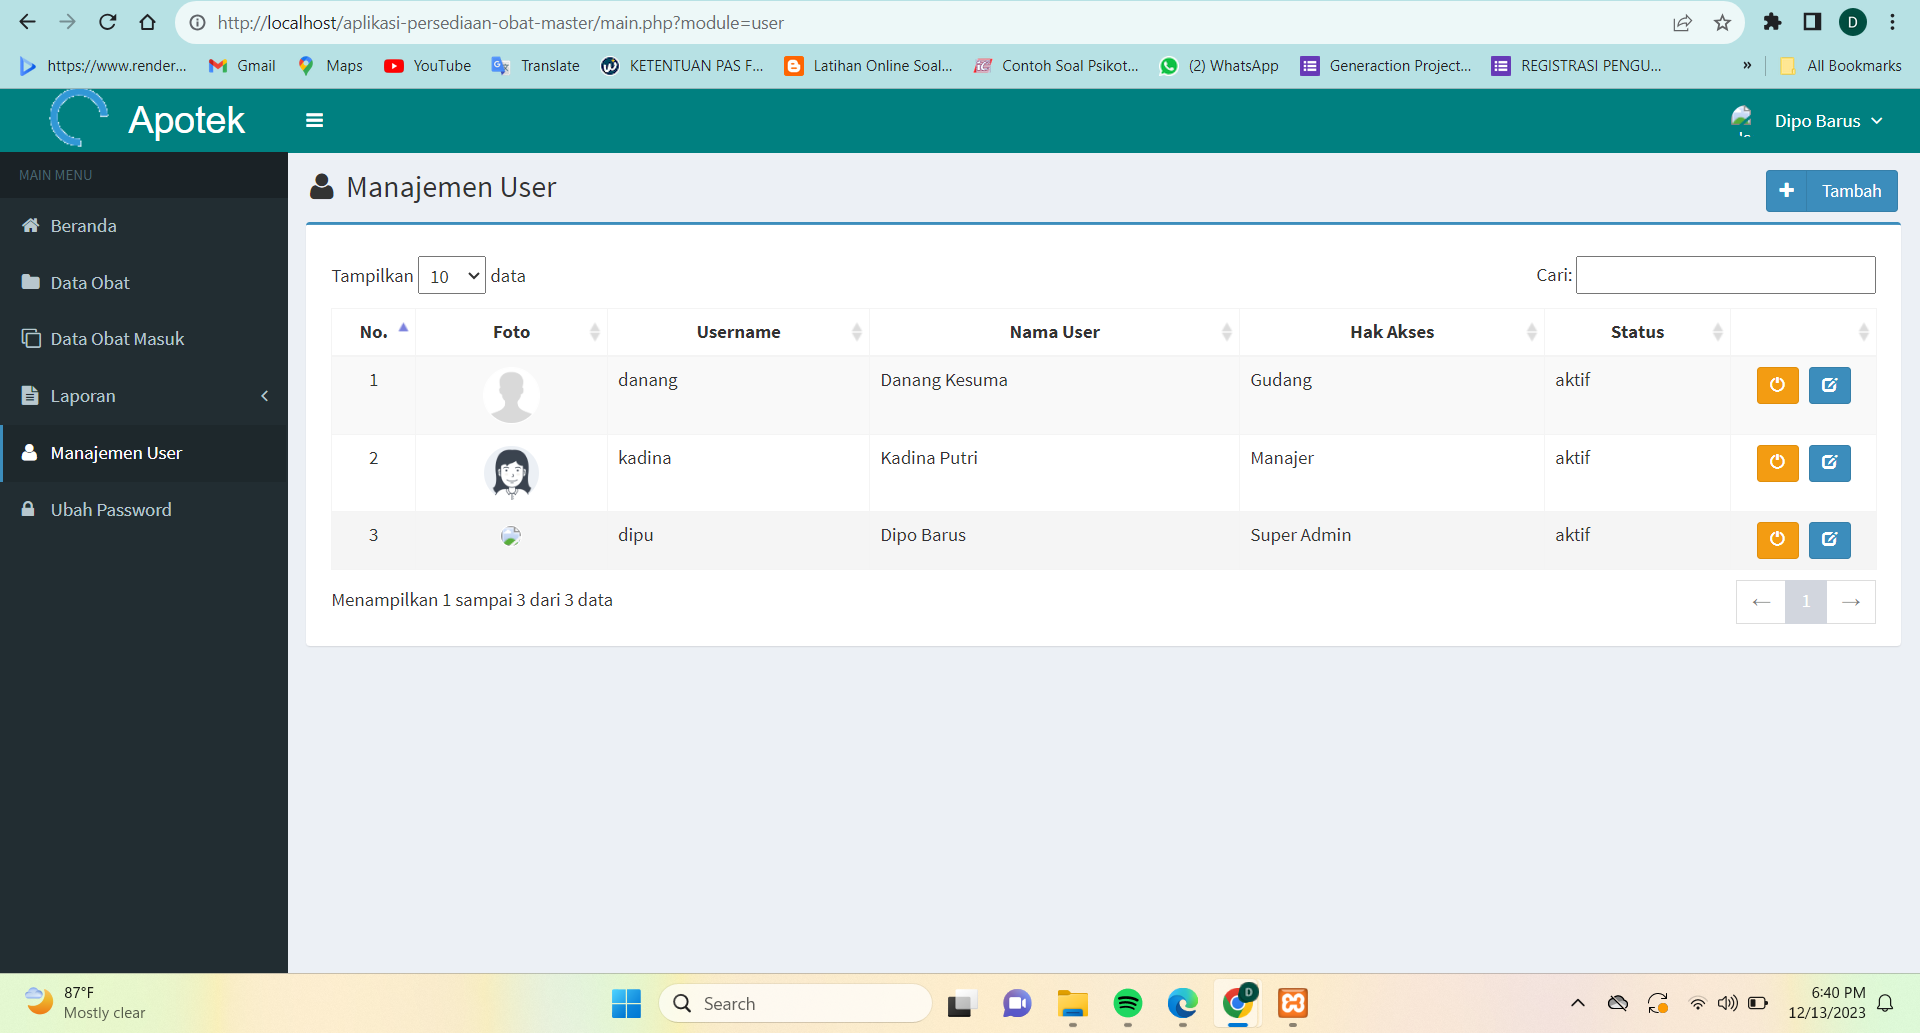 http://localhost/aplikasi-persediaan-obat-master/main.php?module=user
D
https://www.render... Gmail Maps YouTube Translate KETENTUAN PAS F... Latihan Online Soal... Contoh Soal Psikot... (2) WhatsApp Generaction Project... REGISTRASI PENGU... » All Bookmarks
Apotek
Dipo Barus
MAIN MENU
Beranda
Data Obat
Data Obat Masuk
Laporan
Manajemen User
Ubah Password
Manajemen User
Tambah
Tampilkan 10 data
Cari:
No. Foto Username Nama User Hak Akses Status
1 danang Danang Kesuma Gudang aktif
2 kadina Kadina Putri Manajer aktif
3 dipu Dipo Barus Super Admin aktif
Menampilkan 1 sampai 3 dari 3 data
← 1 →
87°F
Mostly clear
Search
D
6:40 PM
12/13/2023